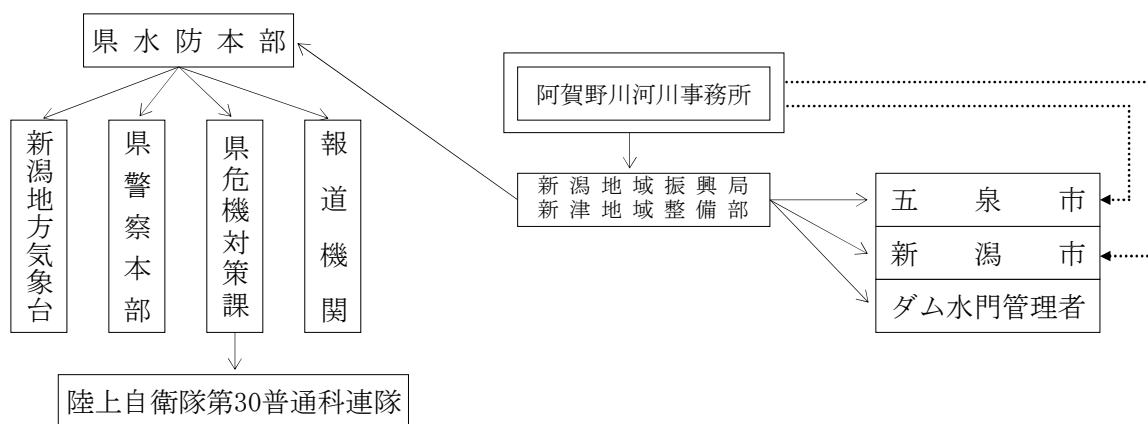 県水防本部
阿賀野川河川事務所
新潟地方気象台
県警察本部
県危機対策課
報道機関
新潟地域振興局
新津地域整備部
五泉市
新潟市
ダム水門管理者
陸上自衛隊第30普通科連隊